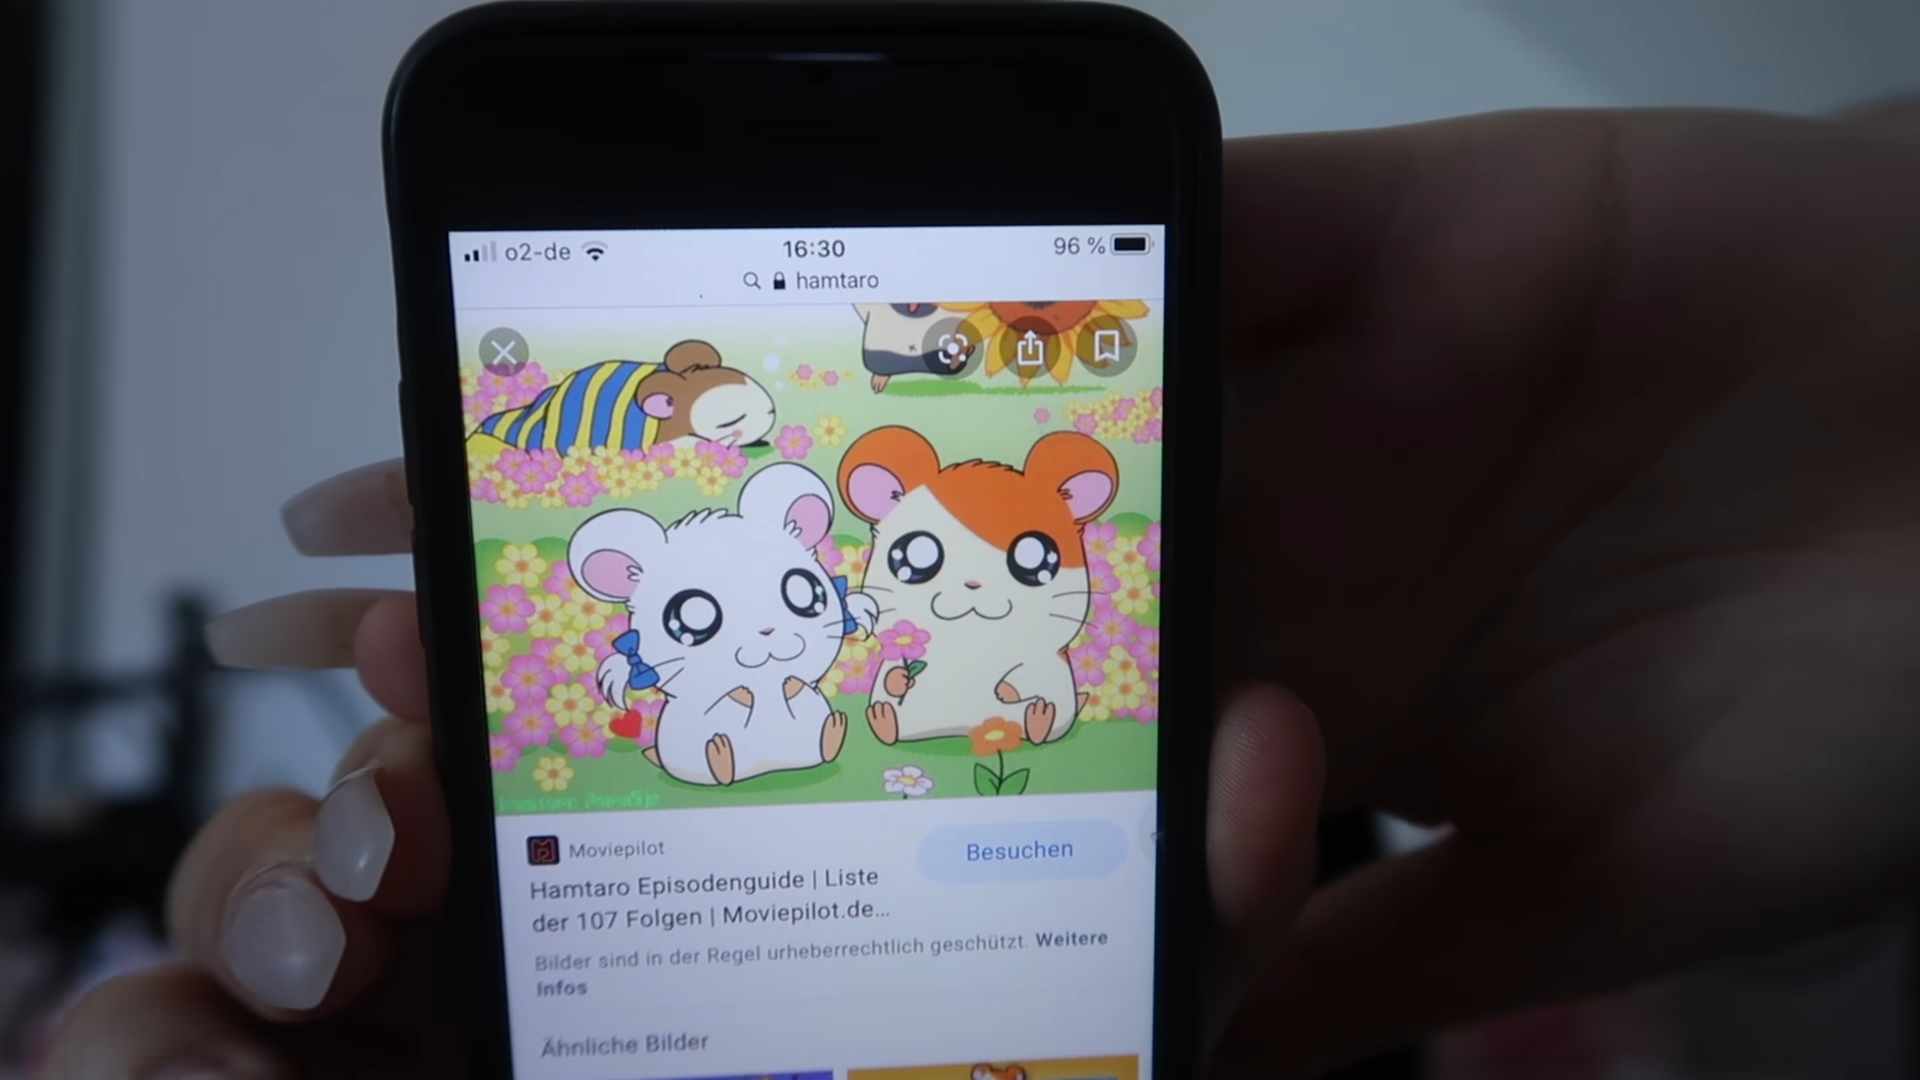 o2-de 16:30 96 %
hamtaro
Moviepilot
Besuchen
Hamtaro Episodenguide | Liste
der 107 Folgen | Moviepilot.de...
Bilder sind in der Regel urheberrechtlich geschützt. Weitere
Infos
Ähnliche Bilder